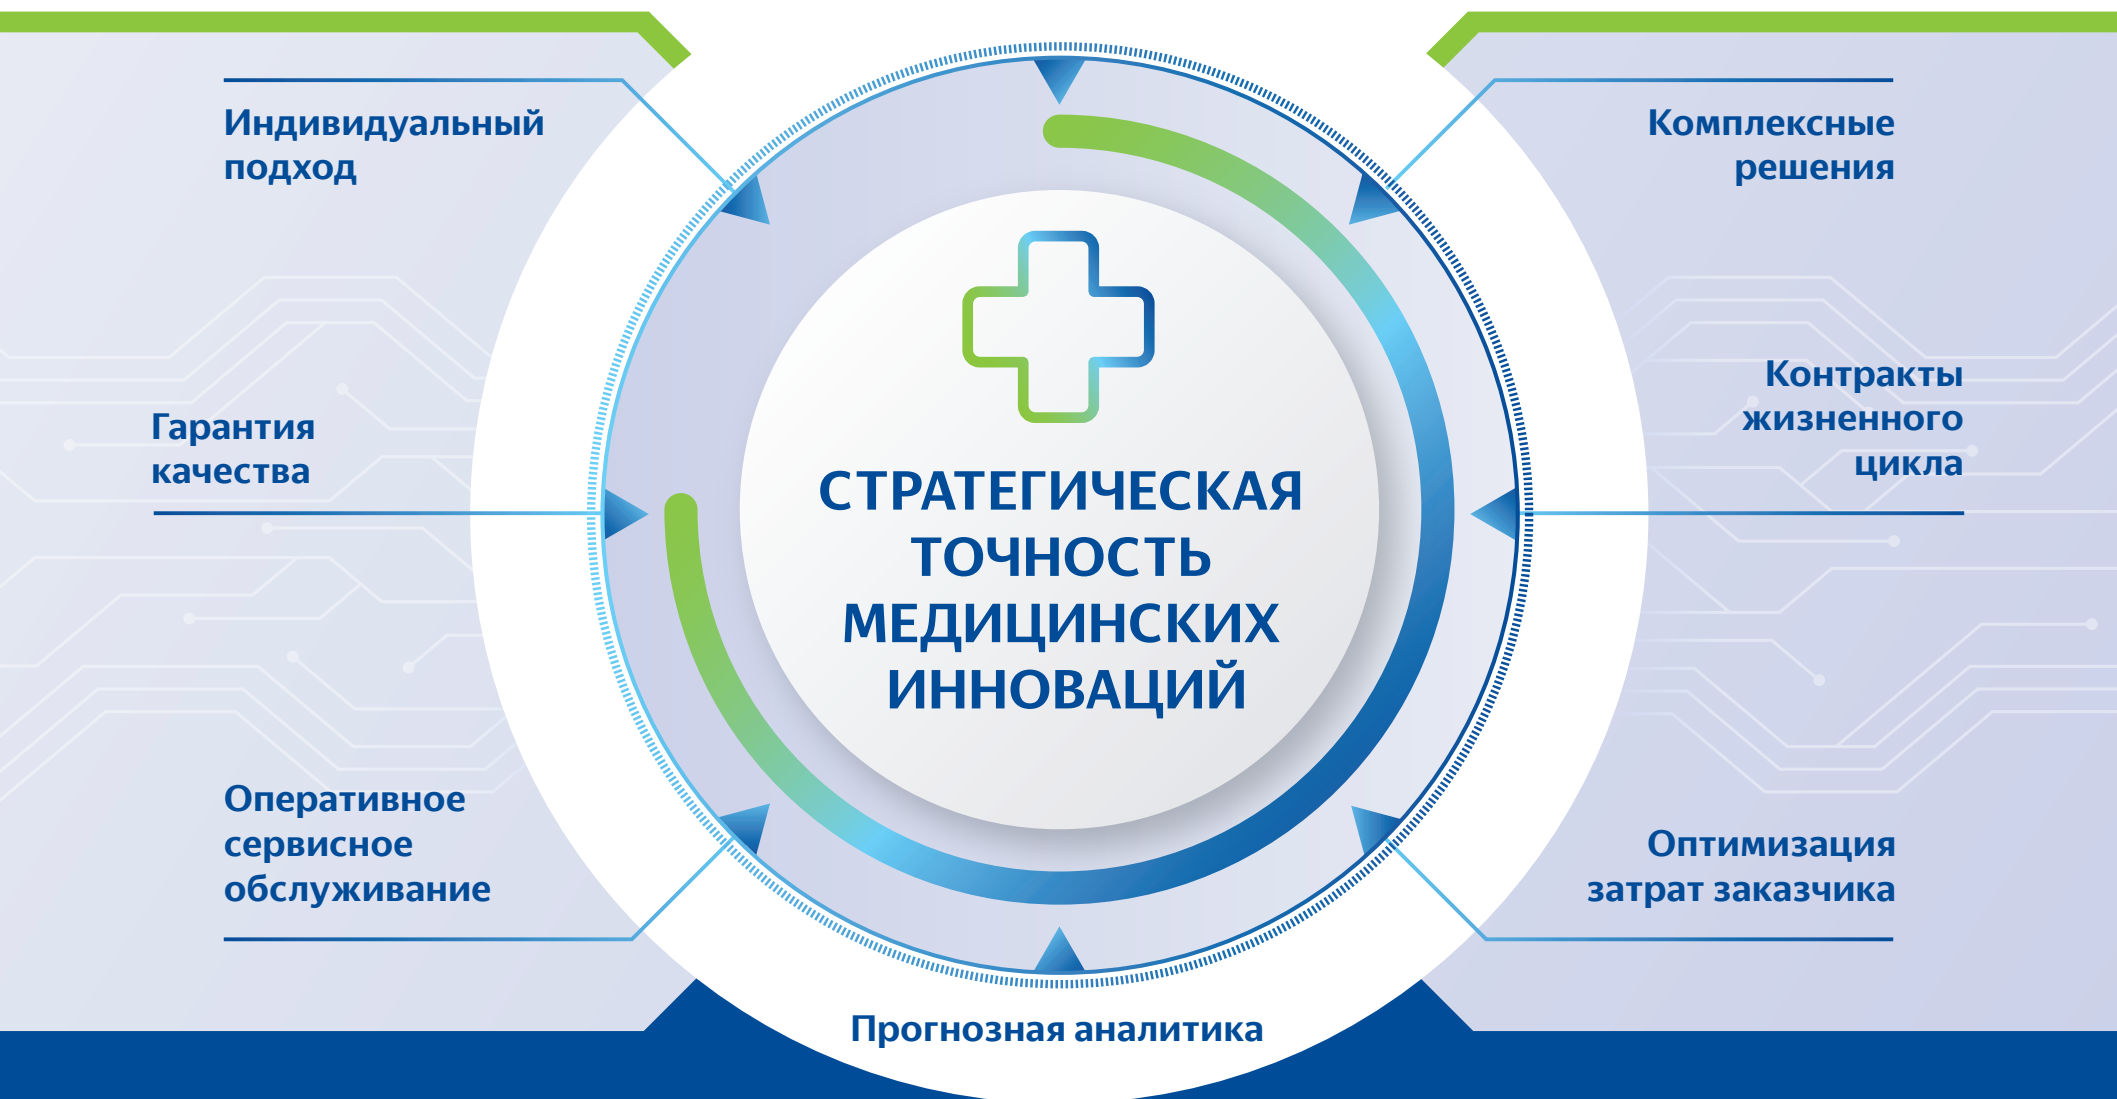 Индивидуальный
подход
Гарантия
качества
Оперативное
сервисное
обслуживание
СТРАТЕГИЧЕСКАЯ
ТОЧНОСТЬ
МЕДИЦИНСКИХ
ИННОВАЦИЙ
Прогнозная аналитика
Комплексные
решения
Контракты
жизненного
цикла
Оптимизация
затрат заказчика